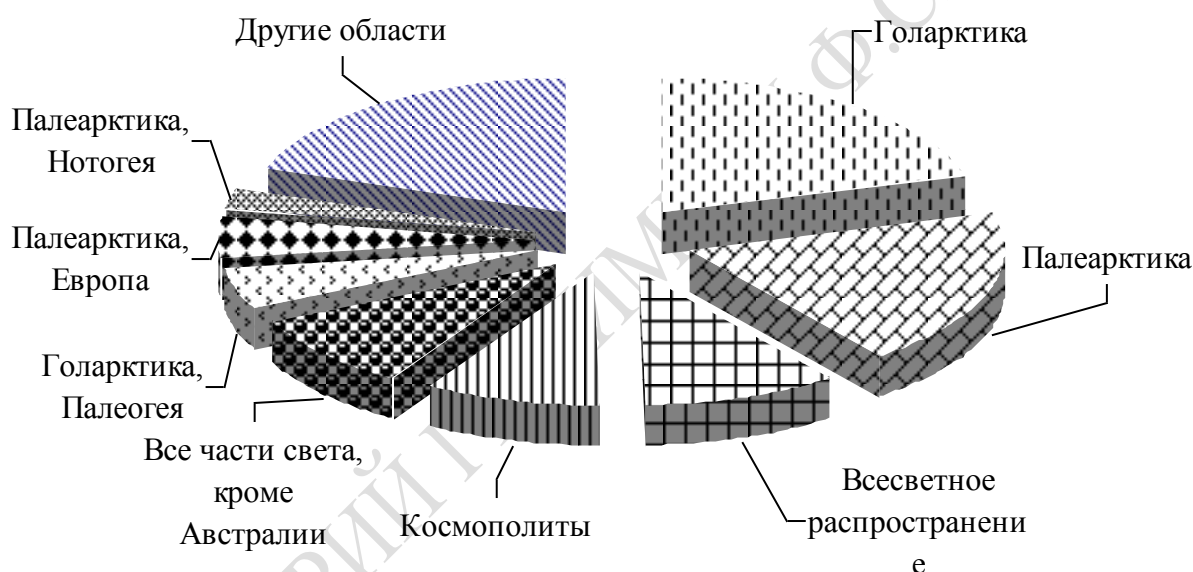 Другие области
Голарктика
Палеарктика,
Нотогея
Палеарктика,
Европа
Палеарктика
Голарктика,
Палеогея
Все части света,
кроме
Австралии
Космополиты
Всесветное
распространени
е